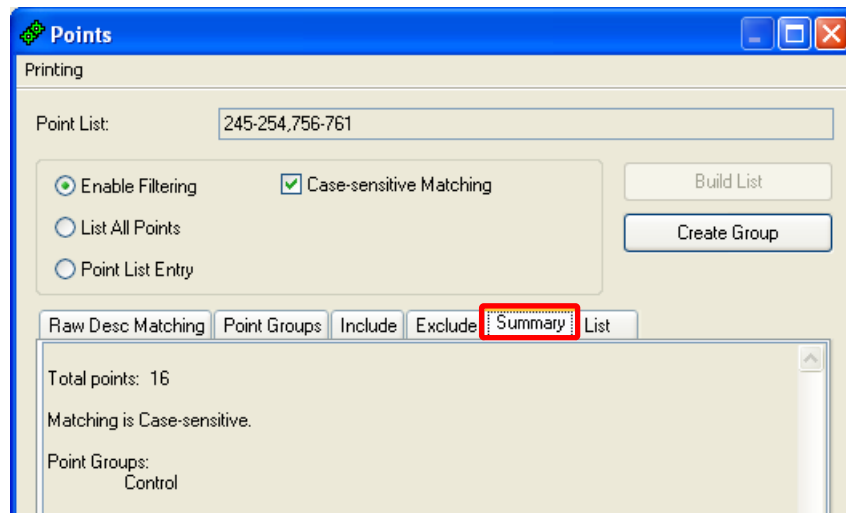 Points
Printing
Point List: 245-254,756-761
Enable Filtering Case-sensitive Matching Build List
List All Points Create Group
Point List Entry
Raw Desc Matching Point Groups Include Exclude Summary List
Total points: 16
Matching is Case-sensitive.
Point Groups:
Control